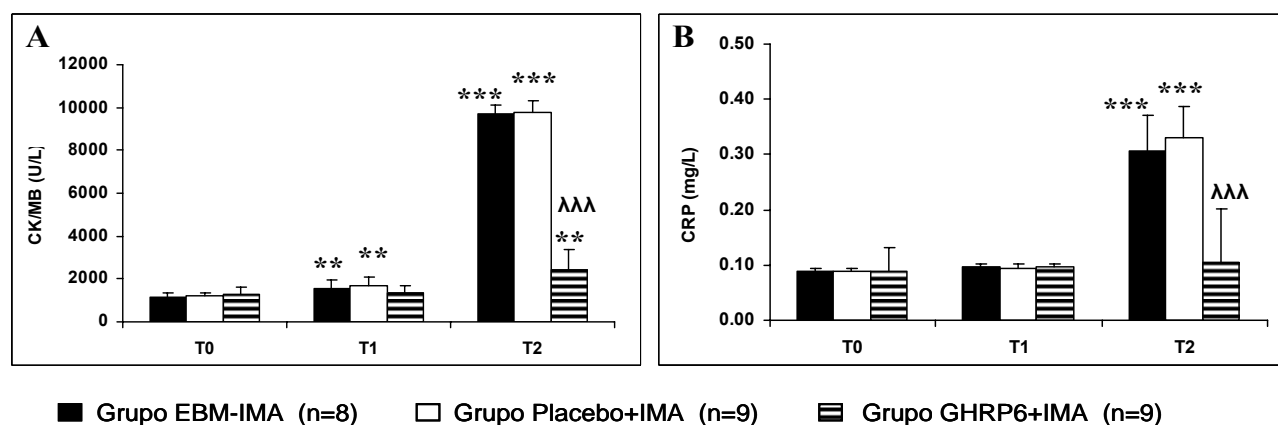 A
CK/MB (U/L)
12000
10000
8000
6000
4000
2000
0
** **
*** ***
λλλ
**
T0 T1 T2
B
CRP (mg/L)
0.50
0.40
0.30
0.20
0.10
0.00
*** ***
λλλ
T0 T1 T2
Grupo EBM-IMA (n=8) Grupo Placebo+IMA (n=9) Grupo GHRP6+IMA (n=9)